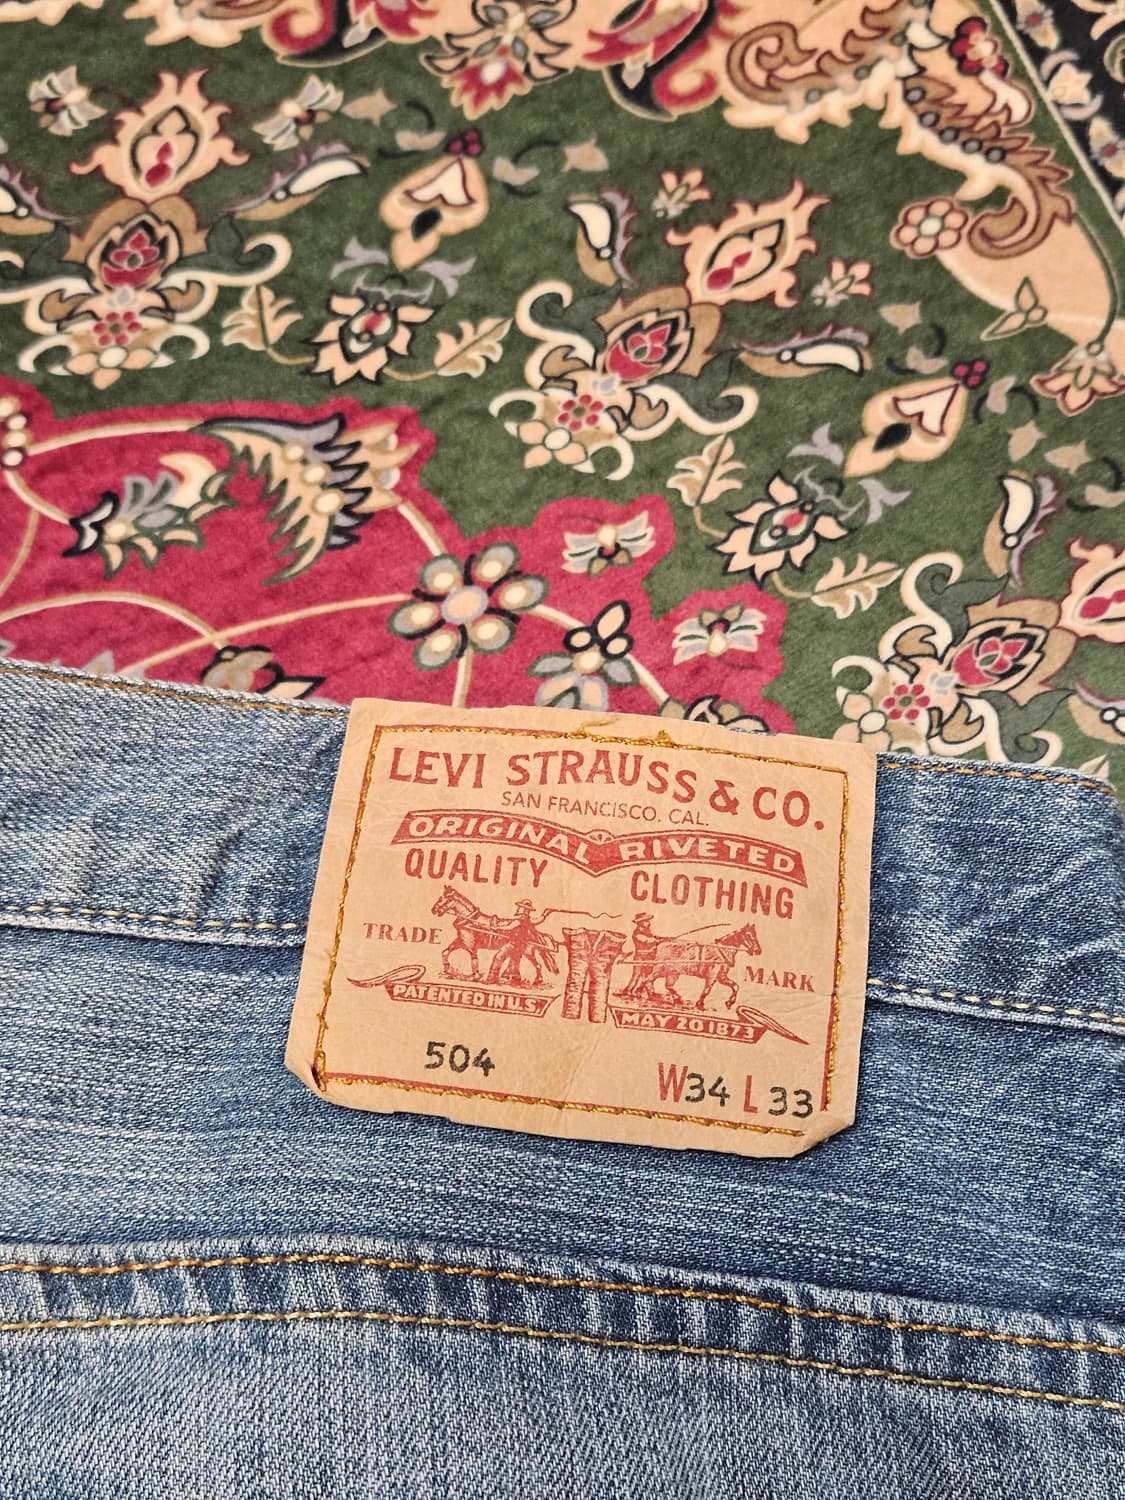 LEVI STRAUSS & CO.
SAN FRANCISCO. CAL.
ORIGINAL RIVETED
QUALITY CLOTHING
TRADE MARK
PATENTED IN U.S. MAY 20 1873
504 W34 L 33